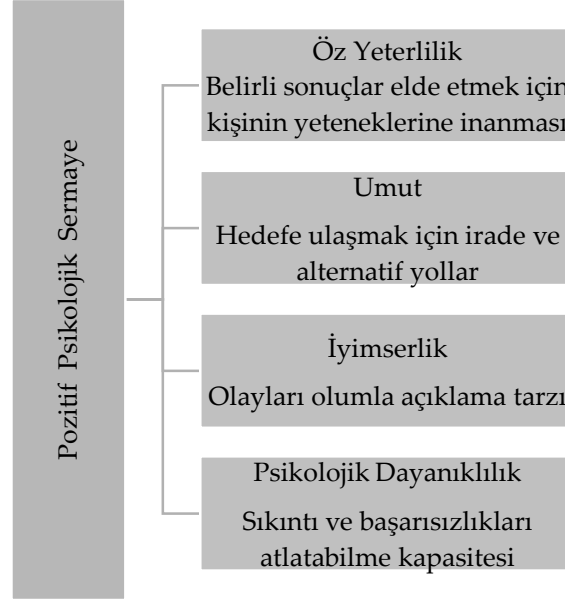 Pozitif Psikolojik Sermaye
Öz Yeterlilik
Belirli sonuçlar elde etmek için
kişinin yeteneklerine inanması
Umut
Hedefe ulaşmak için irade ve
alternatif yollar
İyimserlik
Olayları olumla açıklama tarzı
Psikolojik Dayanıklılık
Sıkıntı ve başarısızlıkları
atlatabilme kapasitesi